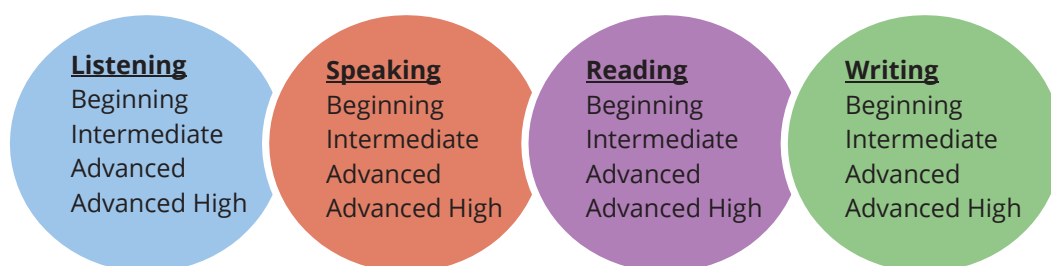 Listening
Beginning
Intermediate
Advanced
Advanced High
Speaking
Beginning
Intermediate
Advanced
Advanced High
Reading
Beginning
Intermediate
Advanced
Advanced High
Writing
Beginning
Intermediate
Advanced
Advanced High